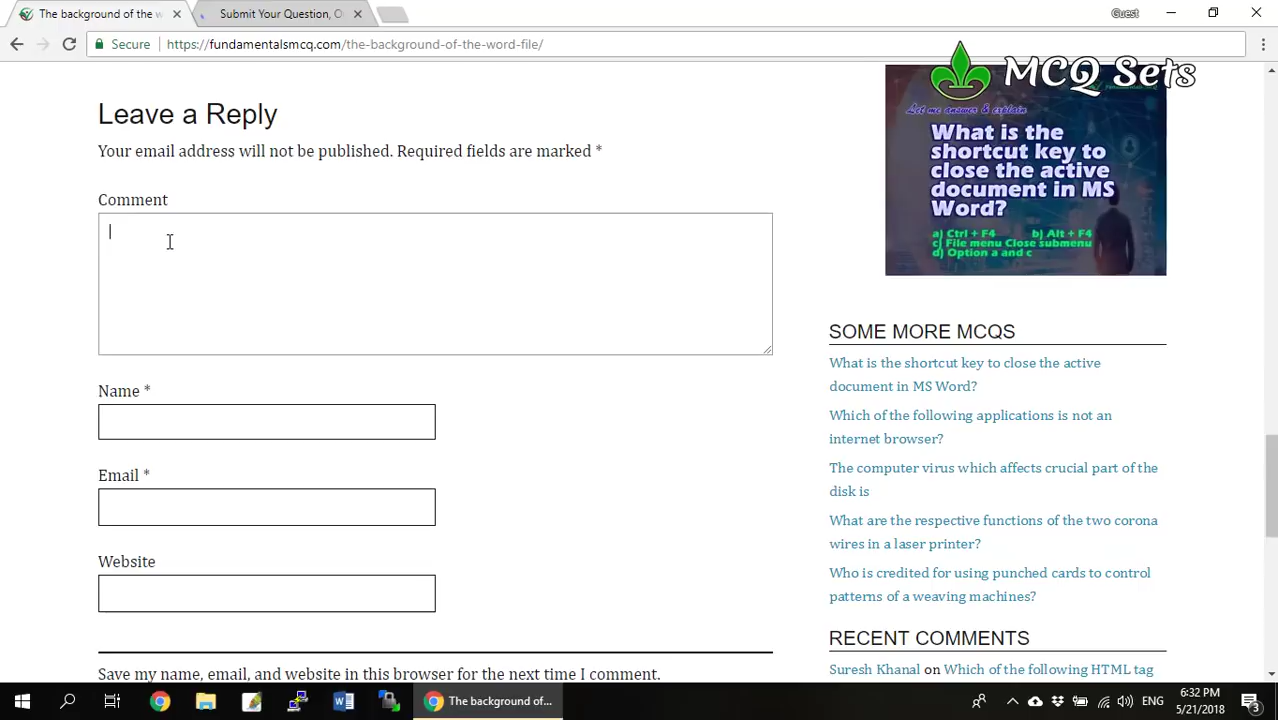 The background of the w
Submit Your Question, O
Guest
Secure
https://fundamentalsmcq.com/the-background-of-the-word-file/
MCQ Sets
Leave a Reply
Your email address will not be published. Required fields are marked *
Comment
Name *
Email *
Website
Save my name, email, and website in this browser for the next time I comment.
Let me answer & explain
What is the
shortcut key to
close the active
document in MS
Word?
a) Ctrl + F4 b) Alt + F4
c) File menu Close submenu
d) Option a and c
SOME MORE MCQS
What is the shortcut key to close the active
document in MS Word?
Which of the following applications is not an
internet browser?
The computer virus which affects crucial part of the
disk is
What are the respective functions of the two corona
wires in a laser printer?
Who is credited for using punched cards to control
patterns of a weaving machines?
RECENT COMMENTS
Suresh Khanal on Which of the following HTML tag
The background of...
ENG
6:32 PM
5/21/2018
3